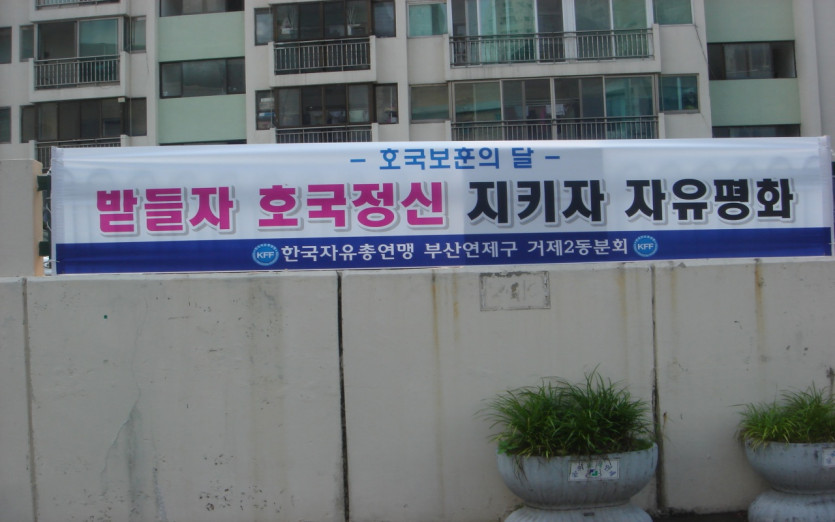 - 호국보훈의 달 -
받들자 호국정신 지키자 자유평화
KFF 한국자유총연맹 부산연제구 거제2동분회 KFF